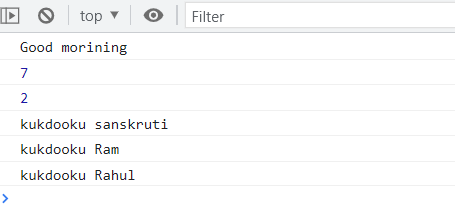 top Filter
Good morining
7
2
kukdooku sanskruti
kukdooku Ram
kukdooku Rahul